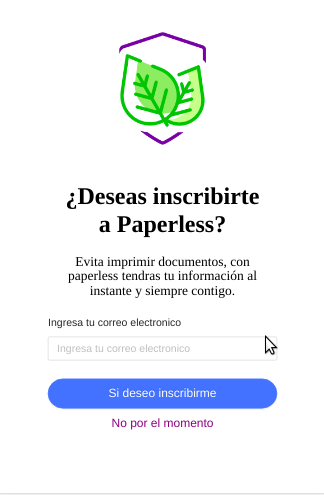 ¿Deseas inscribirte
a Paperless?
Evita imprimir documentos, con
paperless tendras tu información al
instante y siempre contigo.
Ingresa tu correo electronico
Ingresa tu correo electronico
Si deseo inscribirme
No por el momento